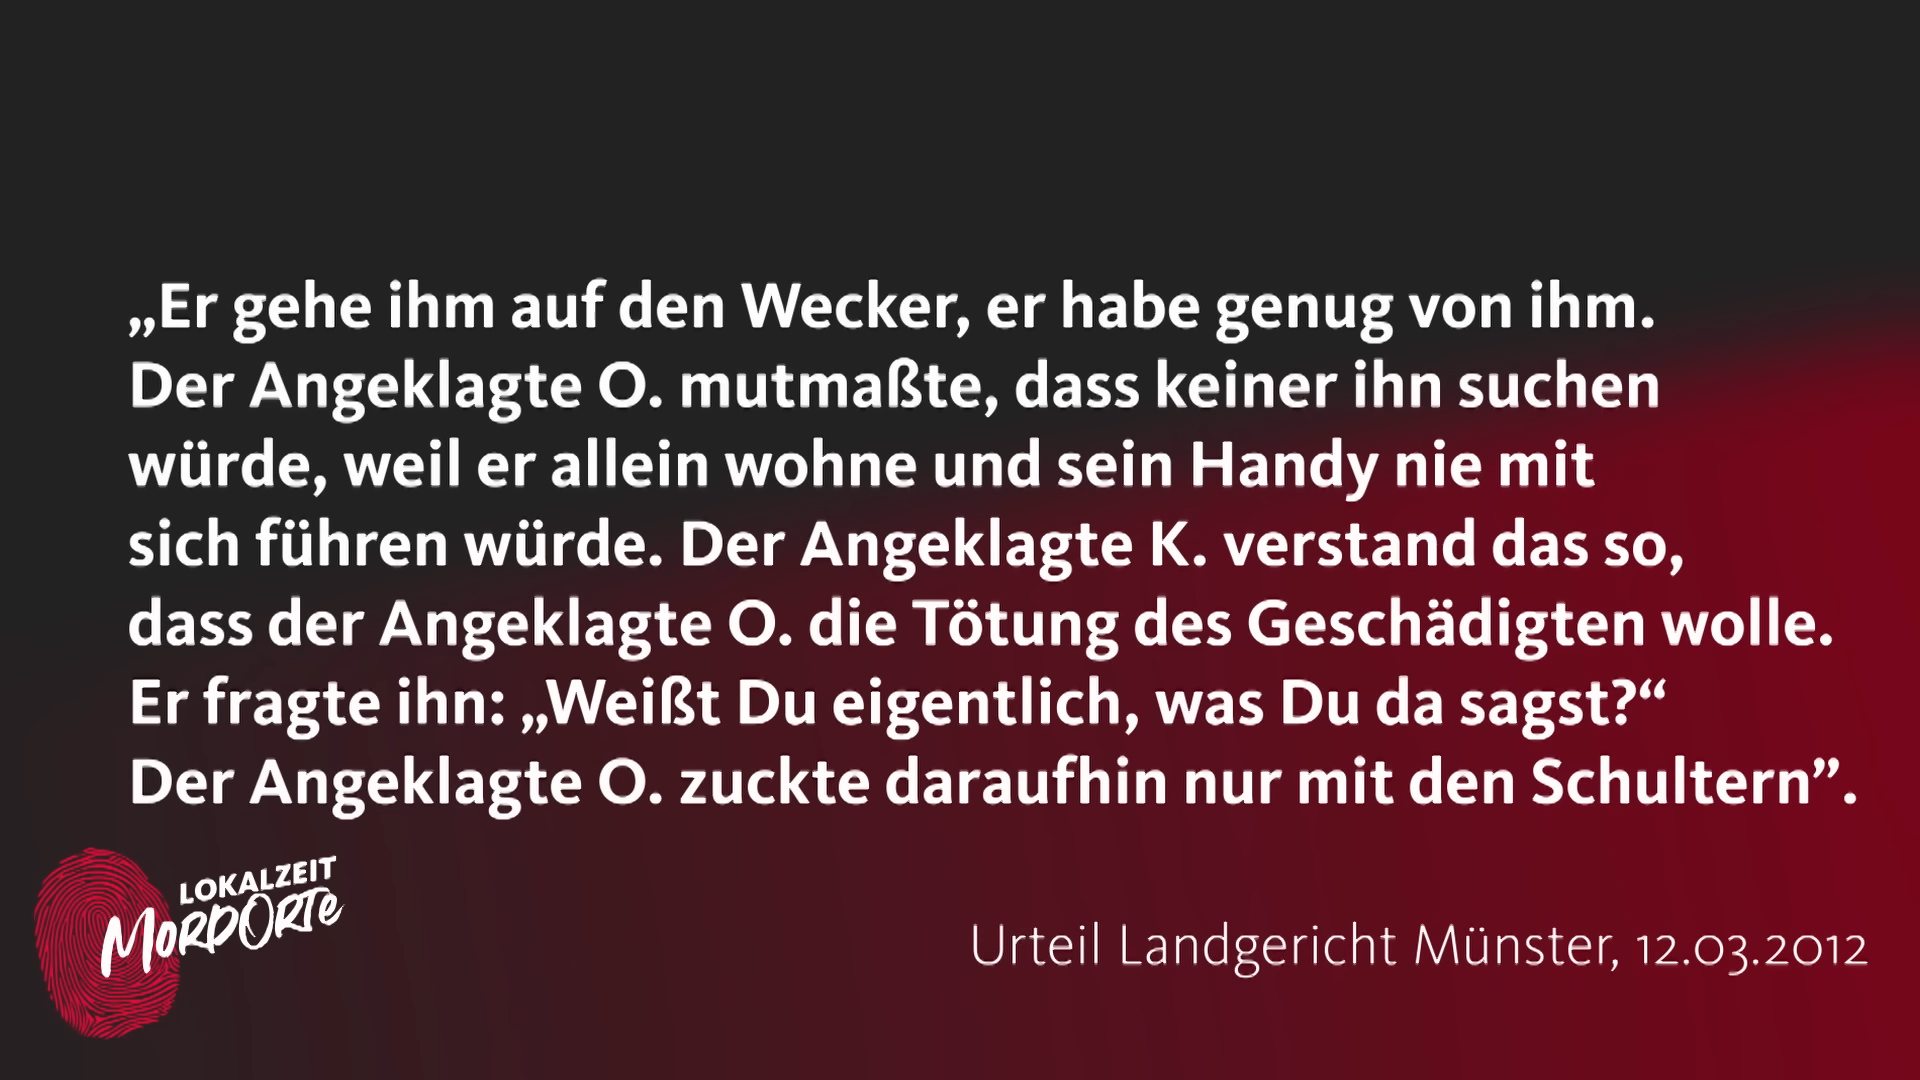 „Er gehe ihm auf den Wecker, er habe genug von ihm.
Der Angeklagte O. mutmaßte, dass keiner ihn suchen
würde, weil er allein wohne und sein Handy nie mit
sich führen würde. Der Angeklagte K. verstand das so,
dass der Angeklagte O. die Tötung des Geschädigten wolle.
Er fragte ihn: „Weißt Du eigentlich, was Du da sagst?“
Der Angeklagte O. zuckte daraufhin nur mit den Schultern”.
LOKALZEIT
MORDORTE
Urteil Landgericht Münster, 12.03.2012